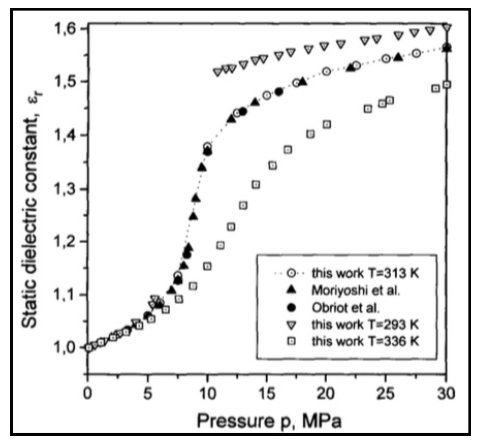 Static dielectric constant, εr
1,6
1,5
1,4
1,3
1,2
1,1
1,0
this work T=313 K
Moriyoshi et al.
Obriot et al.
this work T=293 K
this work T=336 K
0 5 10 15 20 25 30
Pressure p, MPa